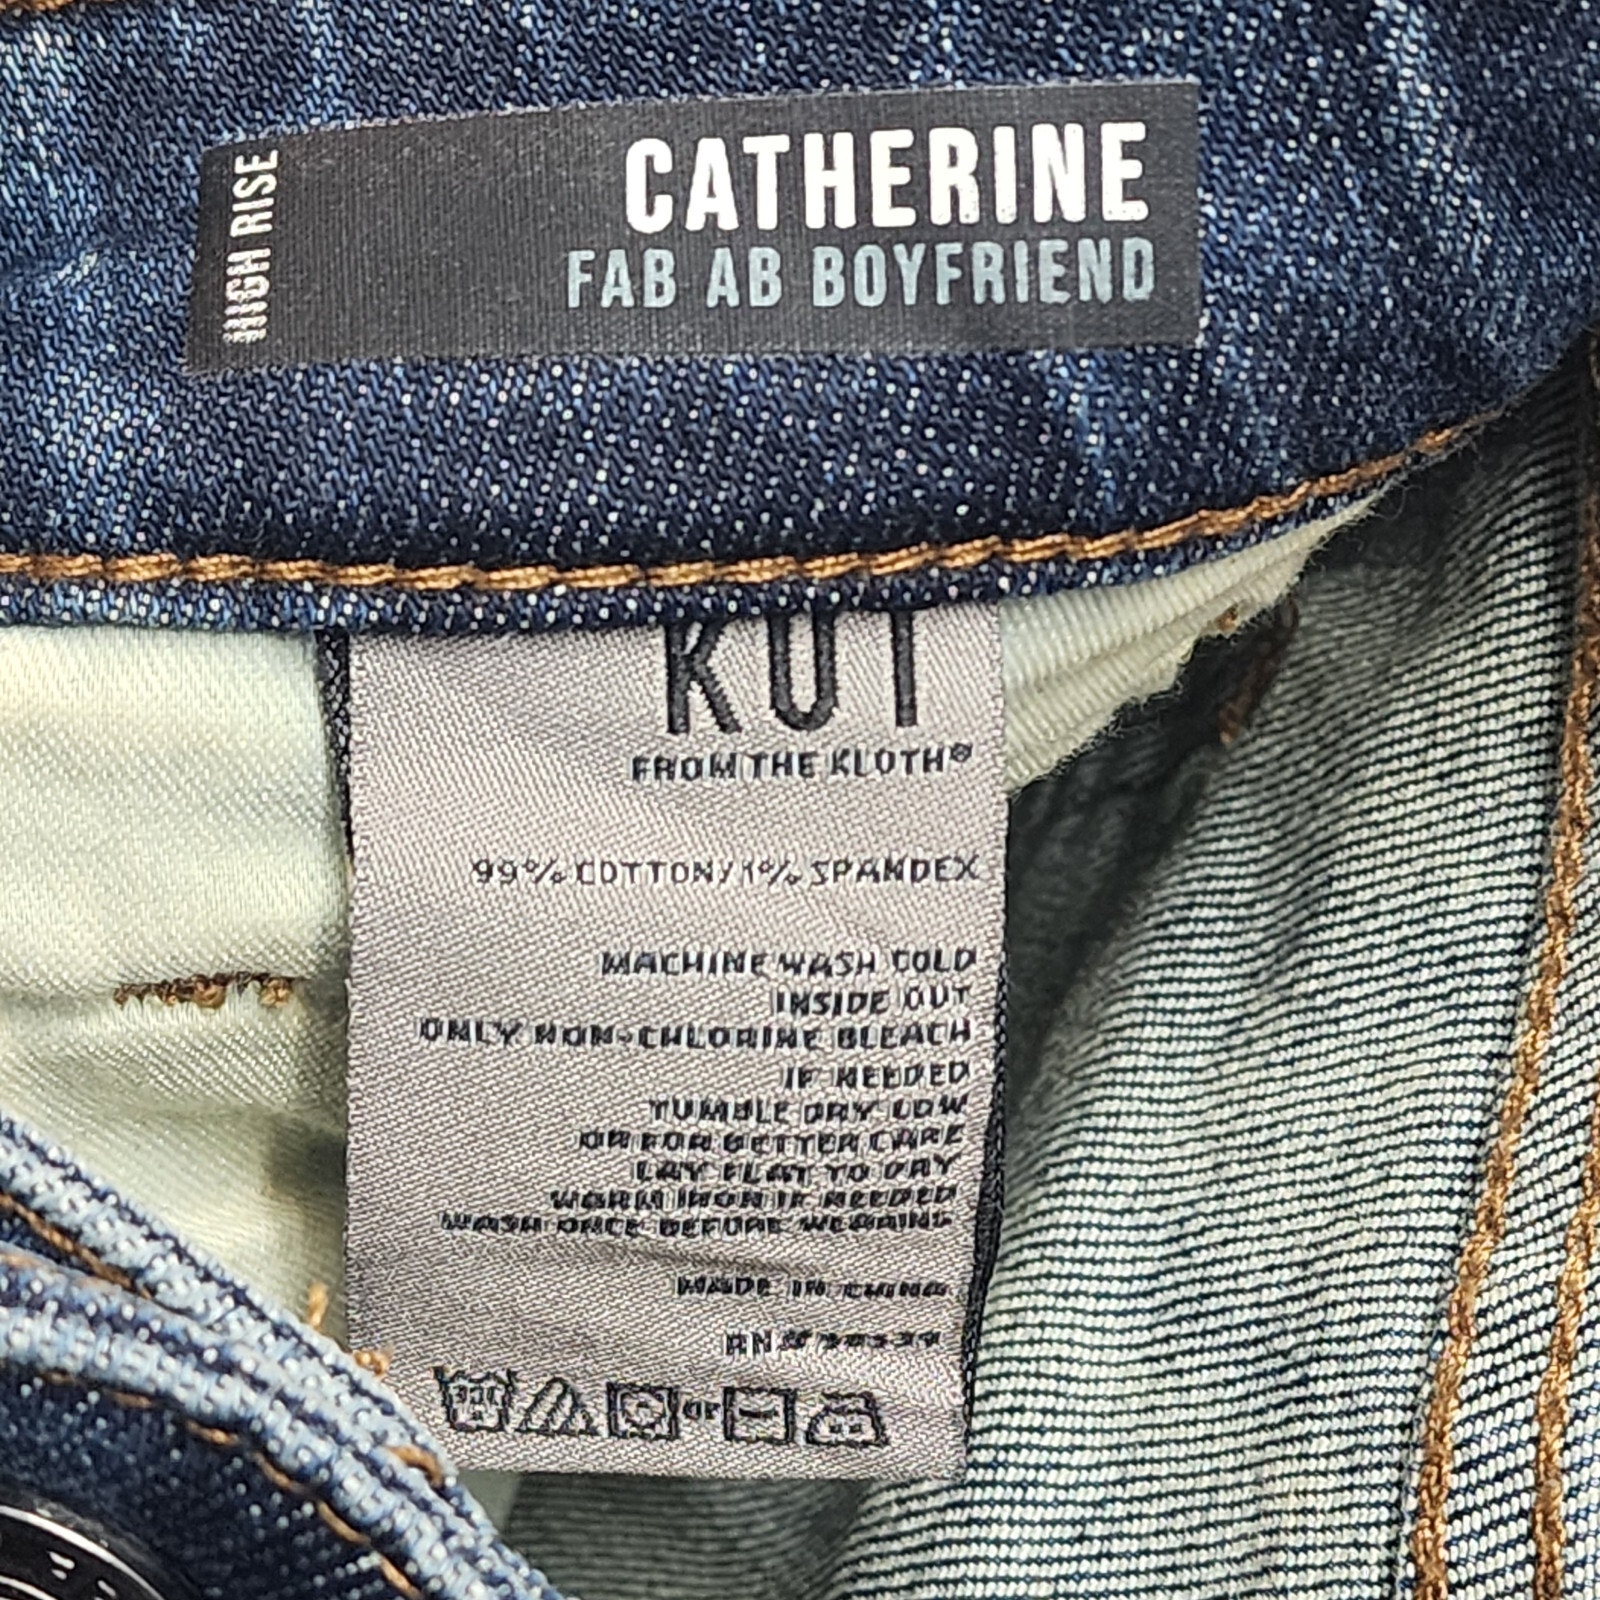 HIGH RISE
CATHERINE
FAB AB BOYFRIEND
KUT
FROM THE KLOTH®
99% COTTON/1% SPANDEX
MACHINE WASH COLD
INSIDE OUT
ONLY NON-CHLORINE BLEACH
IF NEEDED
TUMBLE DRY LOW
OR FOR BETTER CARE
LAY FLAT TO DRY
WARM IRON IF NEEDED
WASH ONCE BEFORE WEARING
MADE IN CHINA
RN#
or